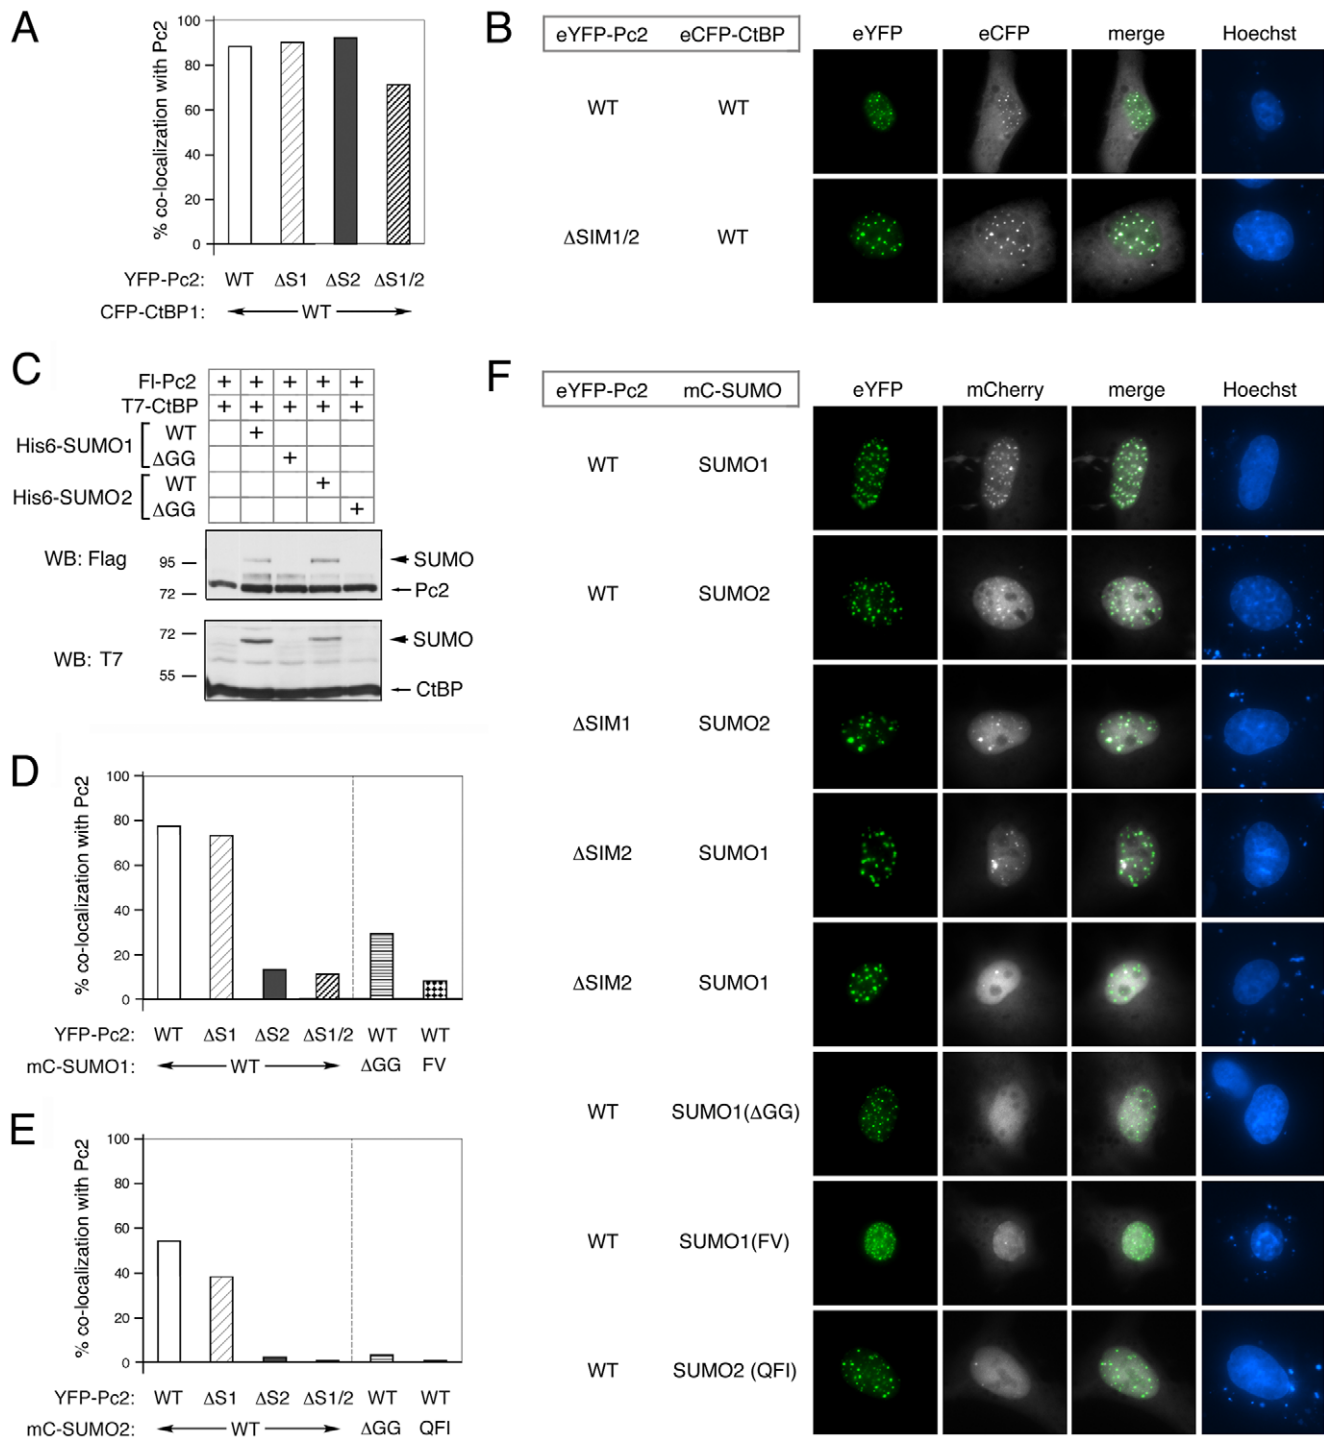 A
% co-localization with Pc2
100
80
60
40
20
0
YFP-Pc2: WT ΔS1 ΔS2 ΔS1/2
CFP-CtBP1: WT
B
eYFP-Pc2 eCFP-CtBP
eYFP eCFP merge Hoechst
WT WT
ΔSIM1/2 WT
C
Fl-Pc2 + + + + +
T7-CtBP + + + + +
His6-SUMO1 WT +
ΔGG +
His6-SUMO2 WT +
ΔGG +
WB: Flag
95
72
SUMO
Pc2
WB: T7
72
55
SUMO
CtBP
D
% co-localization with Pc2
100
80
60
40
20
0
YFP-Pc2: WT ΔS1 ΔS2 ΔS1/2 WT WT
mC-SUMO1: WT ΔGG FV
E
% co-localization with Pc2
100
80
60
40
20
0
YFP-Pc2: WT ΔS1 ΔS2 ΔS1/2 WT WT
mC-SUMO2: WT ΔGG QFI
F
eYFP-Pc2 mC-SUMO
eYFP mCherry merge Hoechst
WT SUMO1
WT SUMO2
ΔSIM1 SUMO2
ΔSIM2 SUMO1
ΔSIM2 SUMO1
WT SUMO1(ΔGG)
WT SUMO1(FV)
WT SUMO2 (QFI)